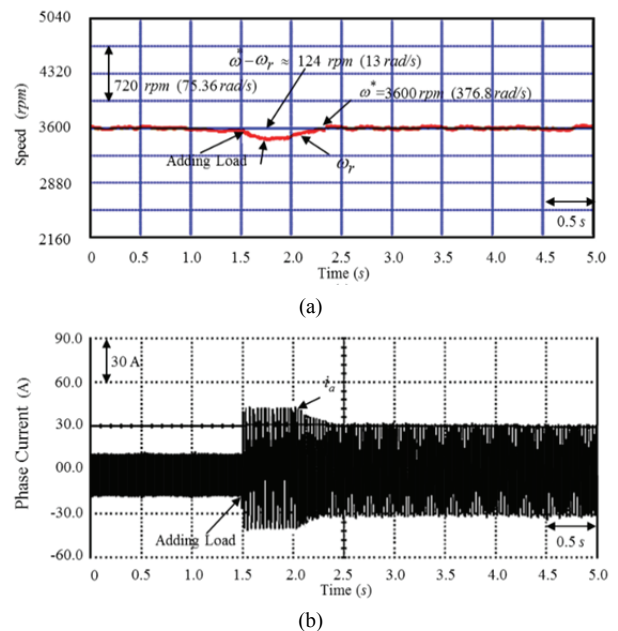 5040
4320
3600
2880
2160
Speed (rpm)
ω* – ωr ≈ 124 rpm (13 rad/s)
720 rpm (75.36 rad/s)
ω*=3600 rpm (376.8 rad/s)
Adding Load
ωr
0.5 s
0 0.5 1.0 1.5 2.0 2.5 3.0 3.5 4.0 4.5 5.0
Time (s)
(a)
90.0
60.0
30.0
00.0
-30.0
-60.0
Phase Current (A)
30 A
ia
Adding Load
0.5 s
0 0.5 1.0 1.5 2.0 2.5 3.0 3.5 4.0 4.5 5.0
Time (s)
(b)